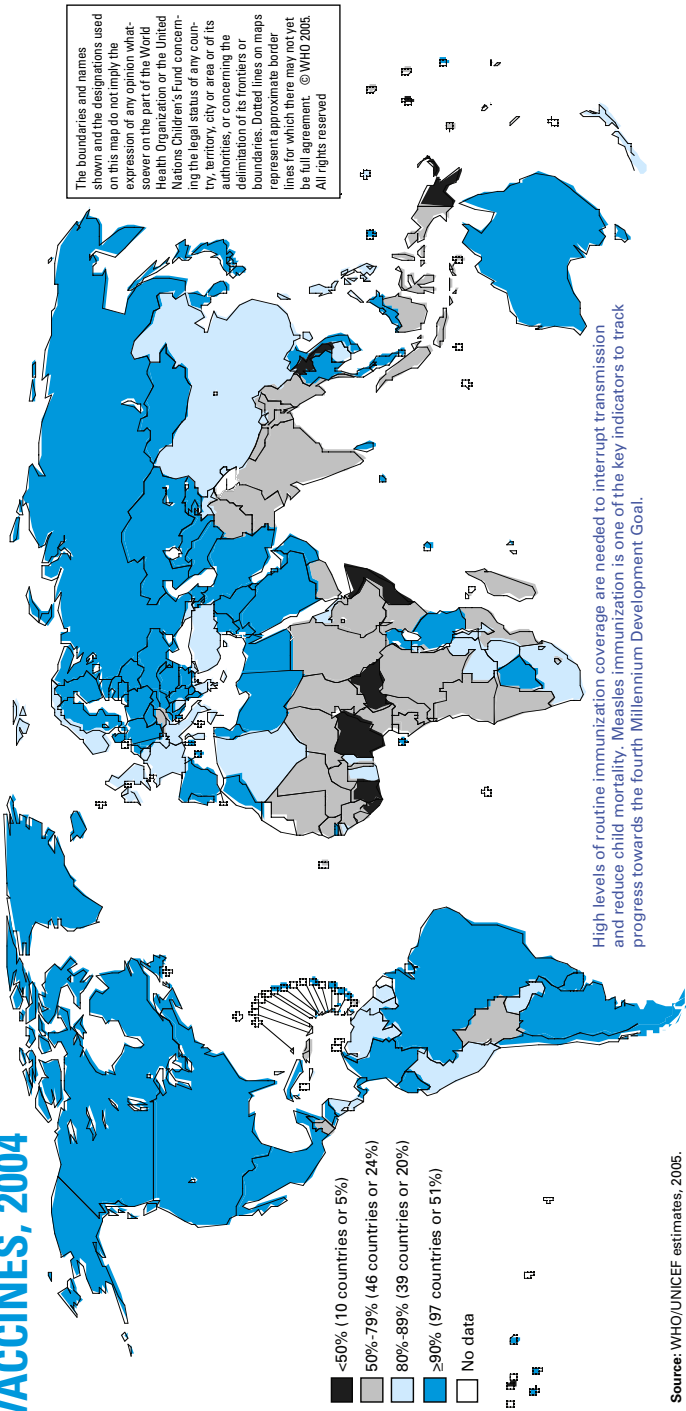 /ACCINES, 2004
The boundaries and names
shown and the designations used
on this map do not imply the
expression of any opinion what-
soever on the part of the World
Health Organization or the United
Nations Children's Fund concern-
ing the legal status of any coun-
try, territory, city or area or of its
authorities, or concerning the
delimitation of its frontiers or
boundaries. Dotted lines on maps
represent approximate border
lines for which there may not yet
be full agreement. © WHO 2005.
All rights reserved
<50% (10 countries or 5%)
50%-79% (46 countries or 24%)
80%-89% (39 countries or 20%)
≥90% (97 countries or 51%)
No data
High levels of routine immunization coverage are needed to interrupt transmission
and reduce child mortality. Measles immunization is one of the key indicators to track
progress towards the fourth Millennium Development Goal.
Source: WHO/UNICEF estimates, 2005.